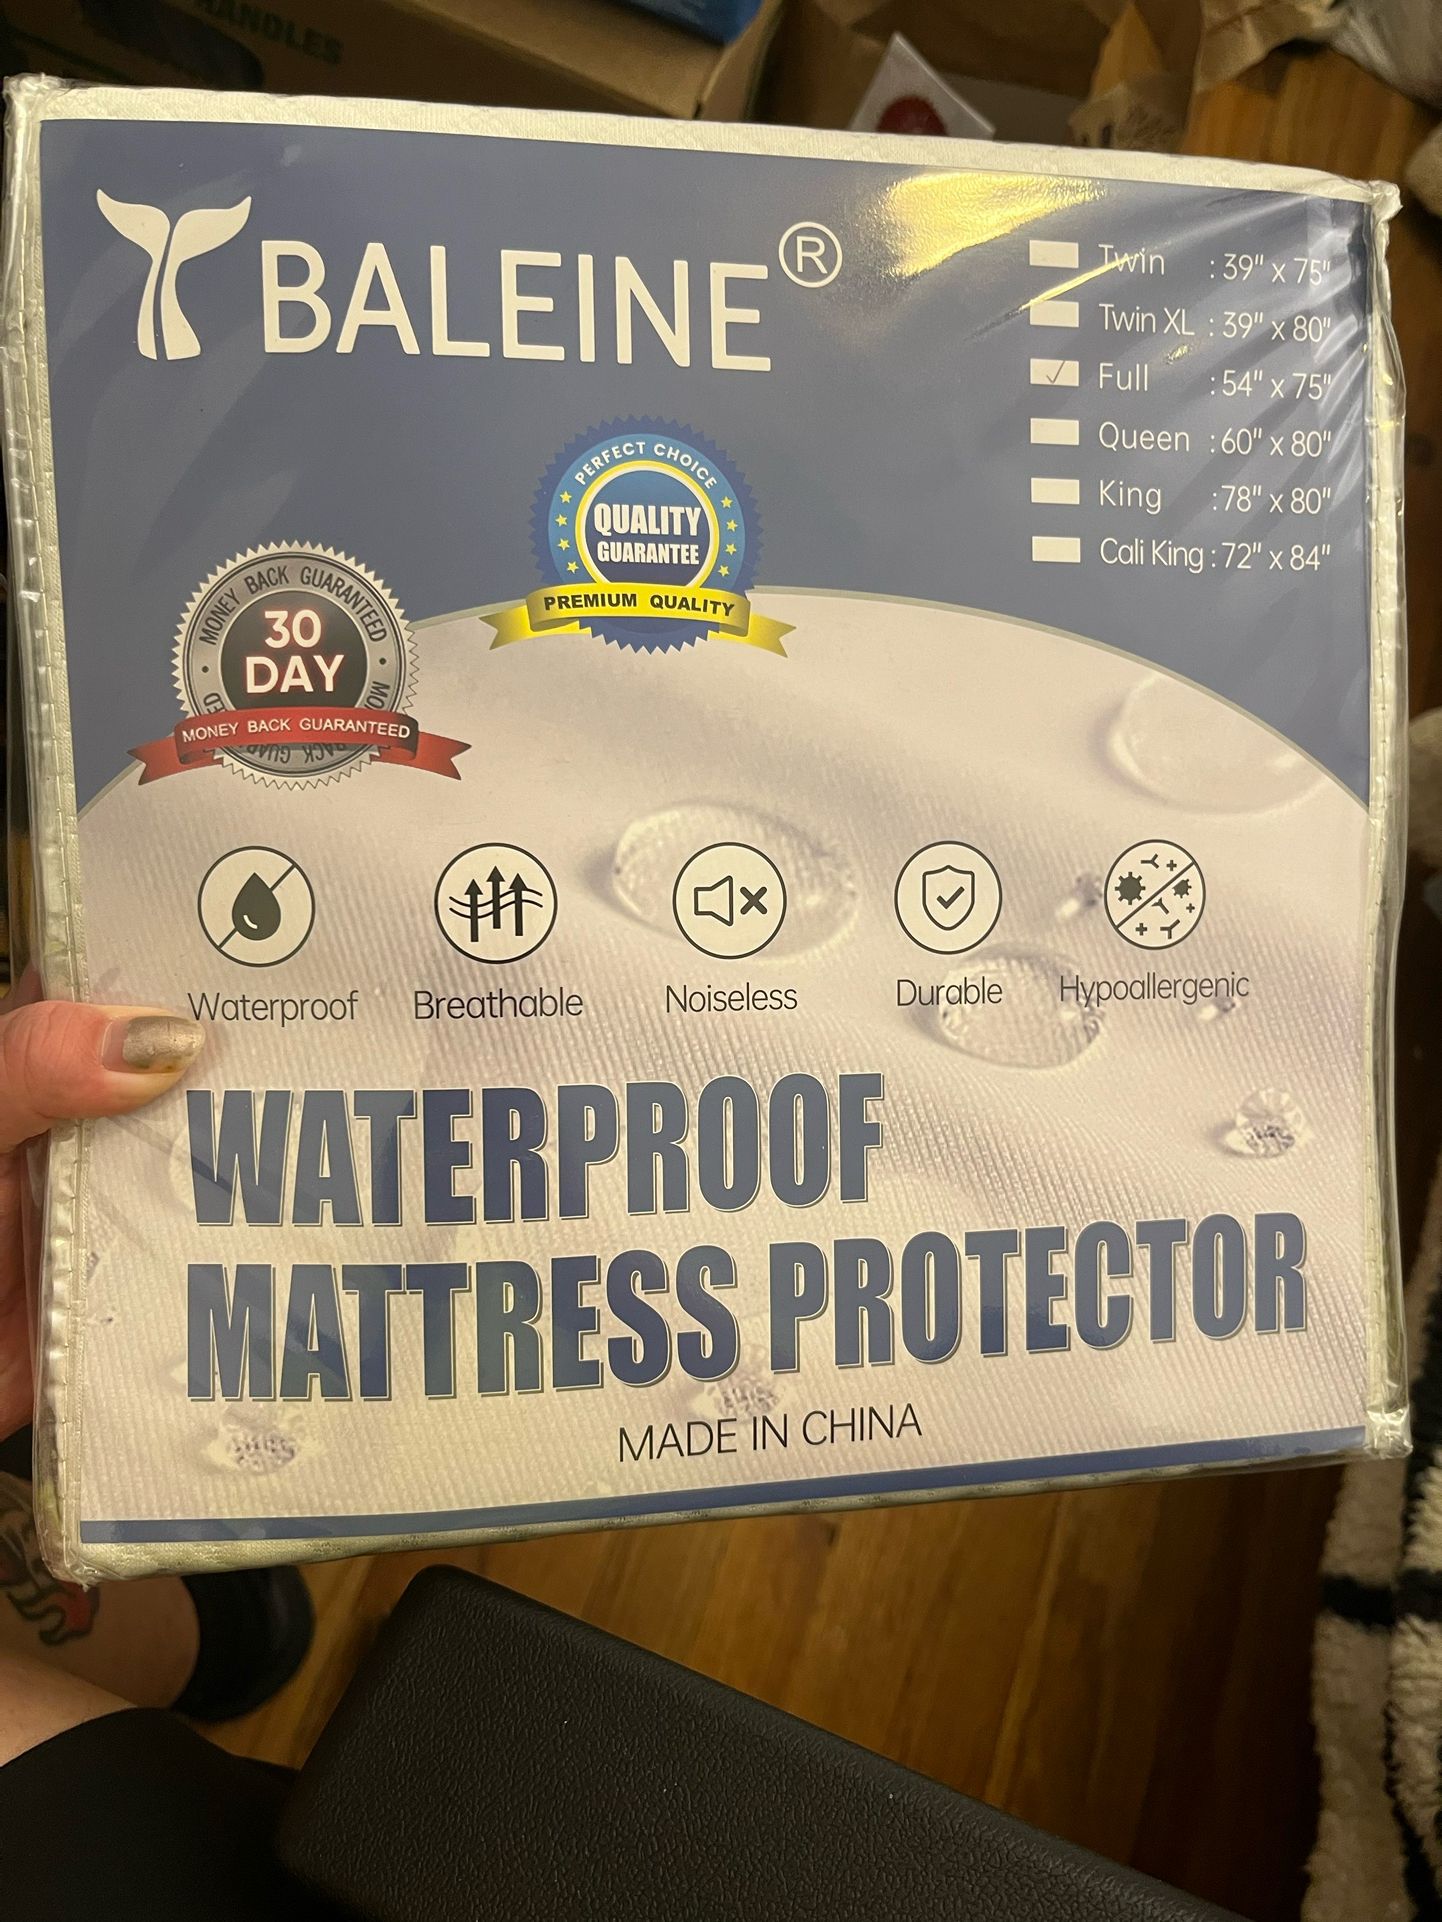 HANDLES
BALEINE®
Twin : 39" x 75"
Twin XL : 39" x 80"
✓ Full : 54" x 75"
Queen : 60" x 80"
King : 78" x 80"
Cali King : 72" x 84"
PERFECT CHOICE
QUALITY
GUARANTEE
PREMIUM QUALITY
MONEY BACK GUARANTEED
30
DAY
MONEY BACK GUARANTEED
Waterproof Breathable Noiseless Durable Hypoallergenic
WATERPROOF
MATTRESS PROTECTOR
MADE IN CHINA